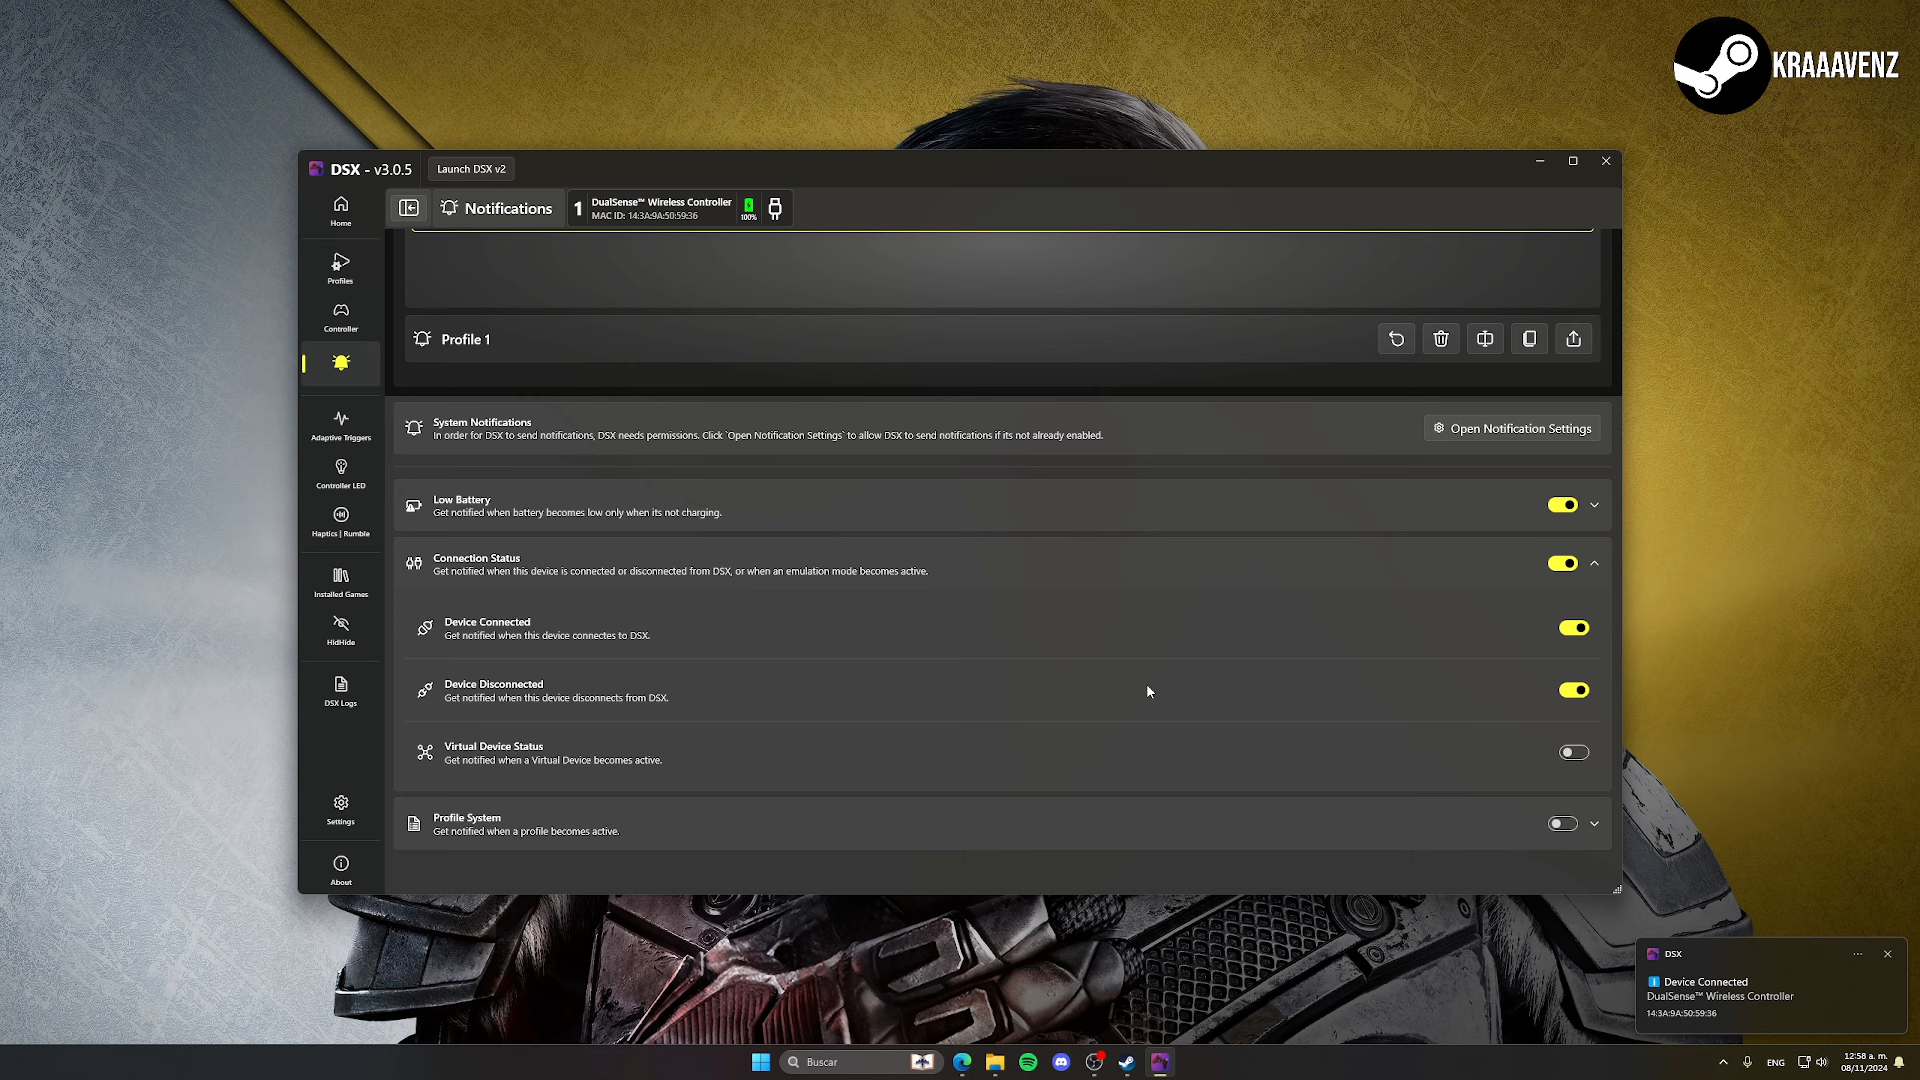 KRAAAVENZ
DSX - v3.0.5
Launch DSX v2
Notifications
1
DualSense™ Wireless Controller
MAC ID: 14:3A:9A:50:59:36
100%
Home
Profiles
Controller
Adaptive Triggers
Controller LED
Haptics | Rumble
Installed Games
HidHide
DSX Logs
Settings
About
Profile 1
System Notifications
In order for DSX to send notifications, DSX needs permissions. Click `Open Notification Settings` to allow DSX to send notifications if its not already enabled.
Open Notification Settings
Low Battery
Get notified when battery becomes low only when its not charging.
Connection Status
Get notified when this device is connected or disconnected from DSX, or when an emulation mode becomes active.
Device Connected
Get notified when this device connectes to DSX.
Device Disconnected
Get notified when this device disconnects from DSX.
Virtual Device Status
Get notified when a Virtual Device becomes active.
Profile System
Get notified when a profile becomes active.
DSX
Device Connected
DualSense™ Wireless Controller
14:3A:9A:50:59:36
Buscar
ENG
12:58 a. m.
08/11/2024